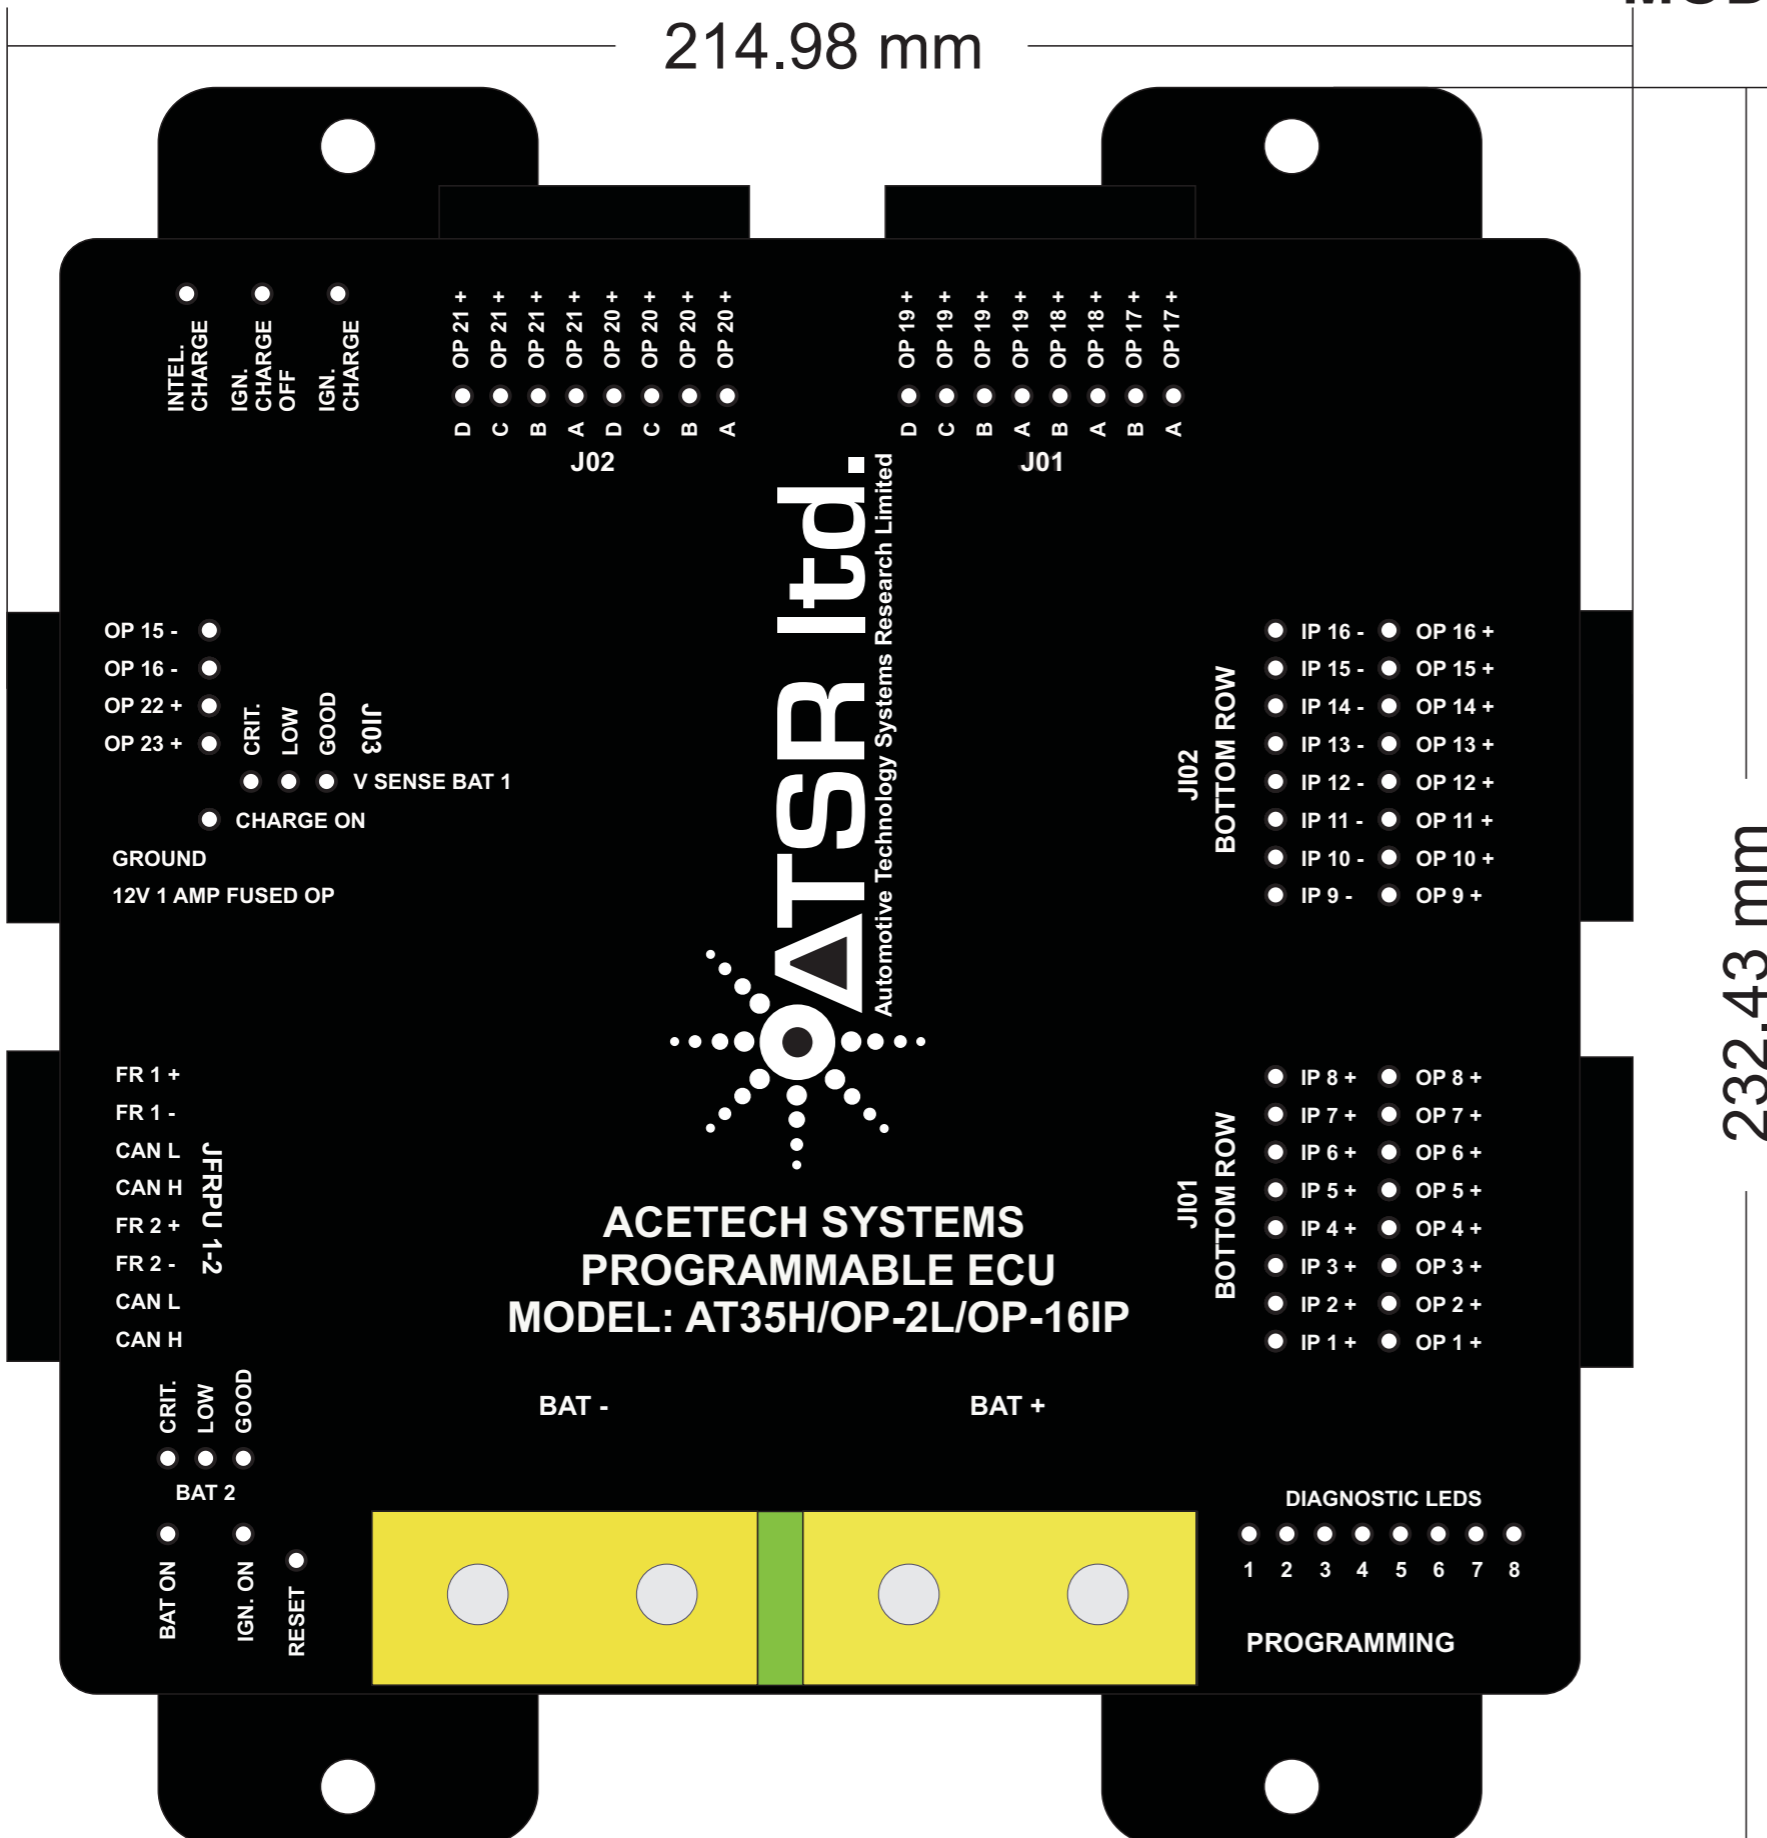 214.98 mm
232.43 mm
INTEL.
CHARGE
IGN.
CHARGE
OFF
IGN.
CHARGE
D OP 21 +
C OP 21 +
B OP 21 +
A OP 21 +
D OP 20 +
C OP 20 +
B OP 20 +
A OP 20 +
J02
D OP 19 +
C OP 19 +
B OP 19 +
A OP 19 +
B OP 18 +
A OP 18 +
B OP 17 +
A OP 17 +
J01
ATSR ltd.
Automotive Technology Systems Research Limited
OP 15 -
OP 16 -
OP 22 +
OP 23 +
CRIT.
LOW
GOOD
JI03
V SENSE BAT 1
CHARGE ON
GROUND
12V 1 AMP FUSED OP
JI02
BOTTOM ROW
IP 16 - OP 16 +
IP 15 - OP 15 +
IP 14 - OP 14 +
IP 13 - OP 13 +
IP 12 - OP 12 +
IP 11 - OP 11 +
IP 10 - OP 10 +
IP 9 - OP 9 +
FR 1 +
FR 1 -
CAN L
CAN H
FR 2 +
FR 2 -
CAN L
CAN H
JFRPU 1-2
JI01
BOTTOM ROW
IP 8 + OP 8 +
IP 7 + OP 7 +
IP 6 + OP 6 +
IP 5 + OP 5 +
IP 4 + OP 4 +
IP 3 + OP 3 +
IP 2 + OP 2 +
IP 1 + OP 1 +
ACETECH SYSTEMS
PROGRAMMABLE ECU
MODEL: AT35H/OP-2L/OP-16IP
BAT -
BAT +
CRIT.
LOW
GOOD
BAT 2
BAT ON
IGN. ON
RESET
DIAGNOSTIC LEDS
1 2 3 4 5 6 7 8
PROGRAMMING